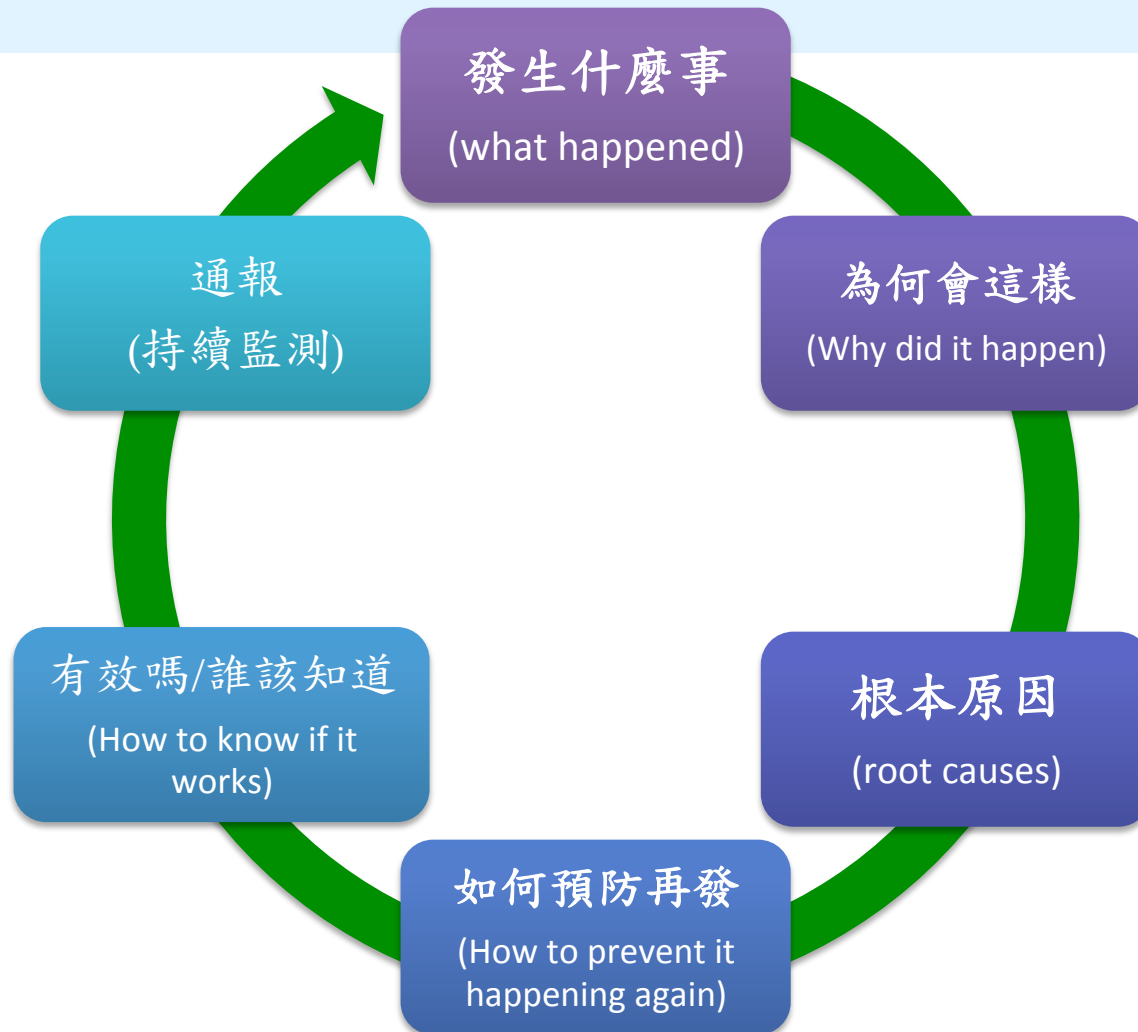 發生什麼事
(what happened)
為何會這樣
(Why did it happen)
根本原因
(root causes)
如何預防再發
(How to prevent it
happening again)
有效嗎/誰該知道
(How to know if it
works)
通報
(持續監測)